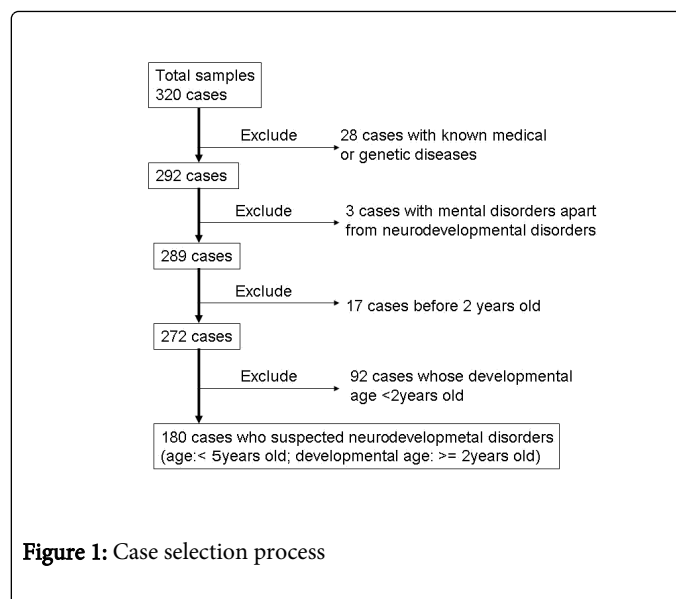 Total samples
320 cases
Exclude
28 cases with known medical
or genetic diseases
292 cases
Exclude
3 cases with mental disorders apart
from neurodevelopmental disorders
289 cases
Exclude
17 cases before 2 years old
272 cases
Exclude
92 cases whose developmental
age <2years old
180 cases who suspected neurodevelopmetal disorders
(age:< 5years old; developmental age: >= 2years old)
Figure 1: Case selection process